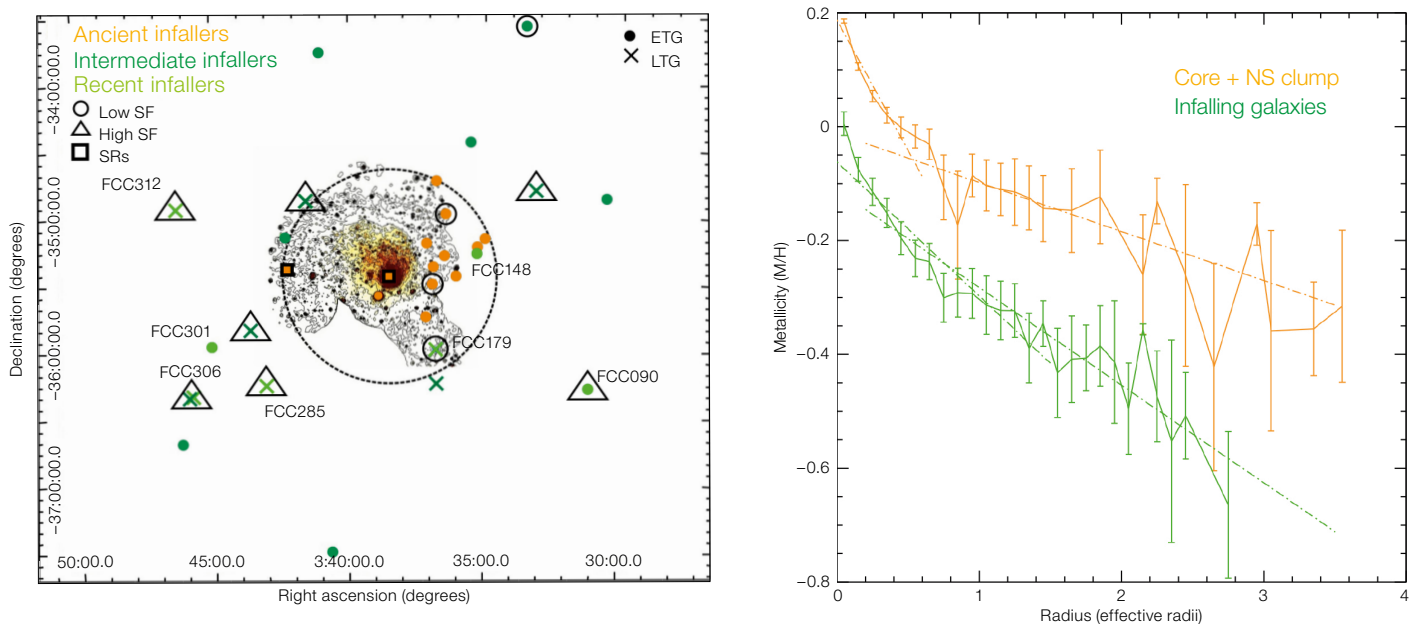 Ancient infallers
Intermediate infallers
Recent infallers
Low SF
High SF
SRs
ETG
LTG
FCC312
FCC148
FCC301
FCC179
FCC306
FCC090
FCC285
−34:00:00.0
−35:00:00.0
−36:00:00.0
−37:00:00.0
Declination (degrees)
50:00.0
45:00.0
3:40:00.0
35:00.0
30:00.0
Right ascension (degrees)
Core + NS clump
Infalling galaxies
0.2
0
−0.2
−0.4
−0.6
−0.8
Metallicity (M/H)
0
1
2
3
4
Radius (effective radii)